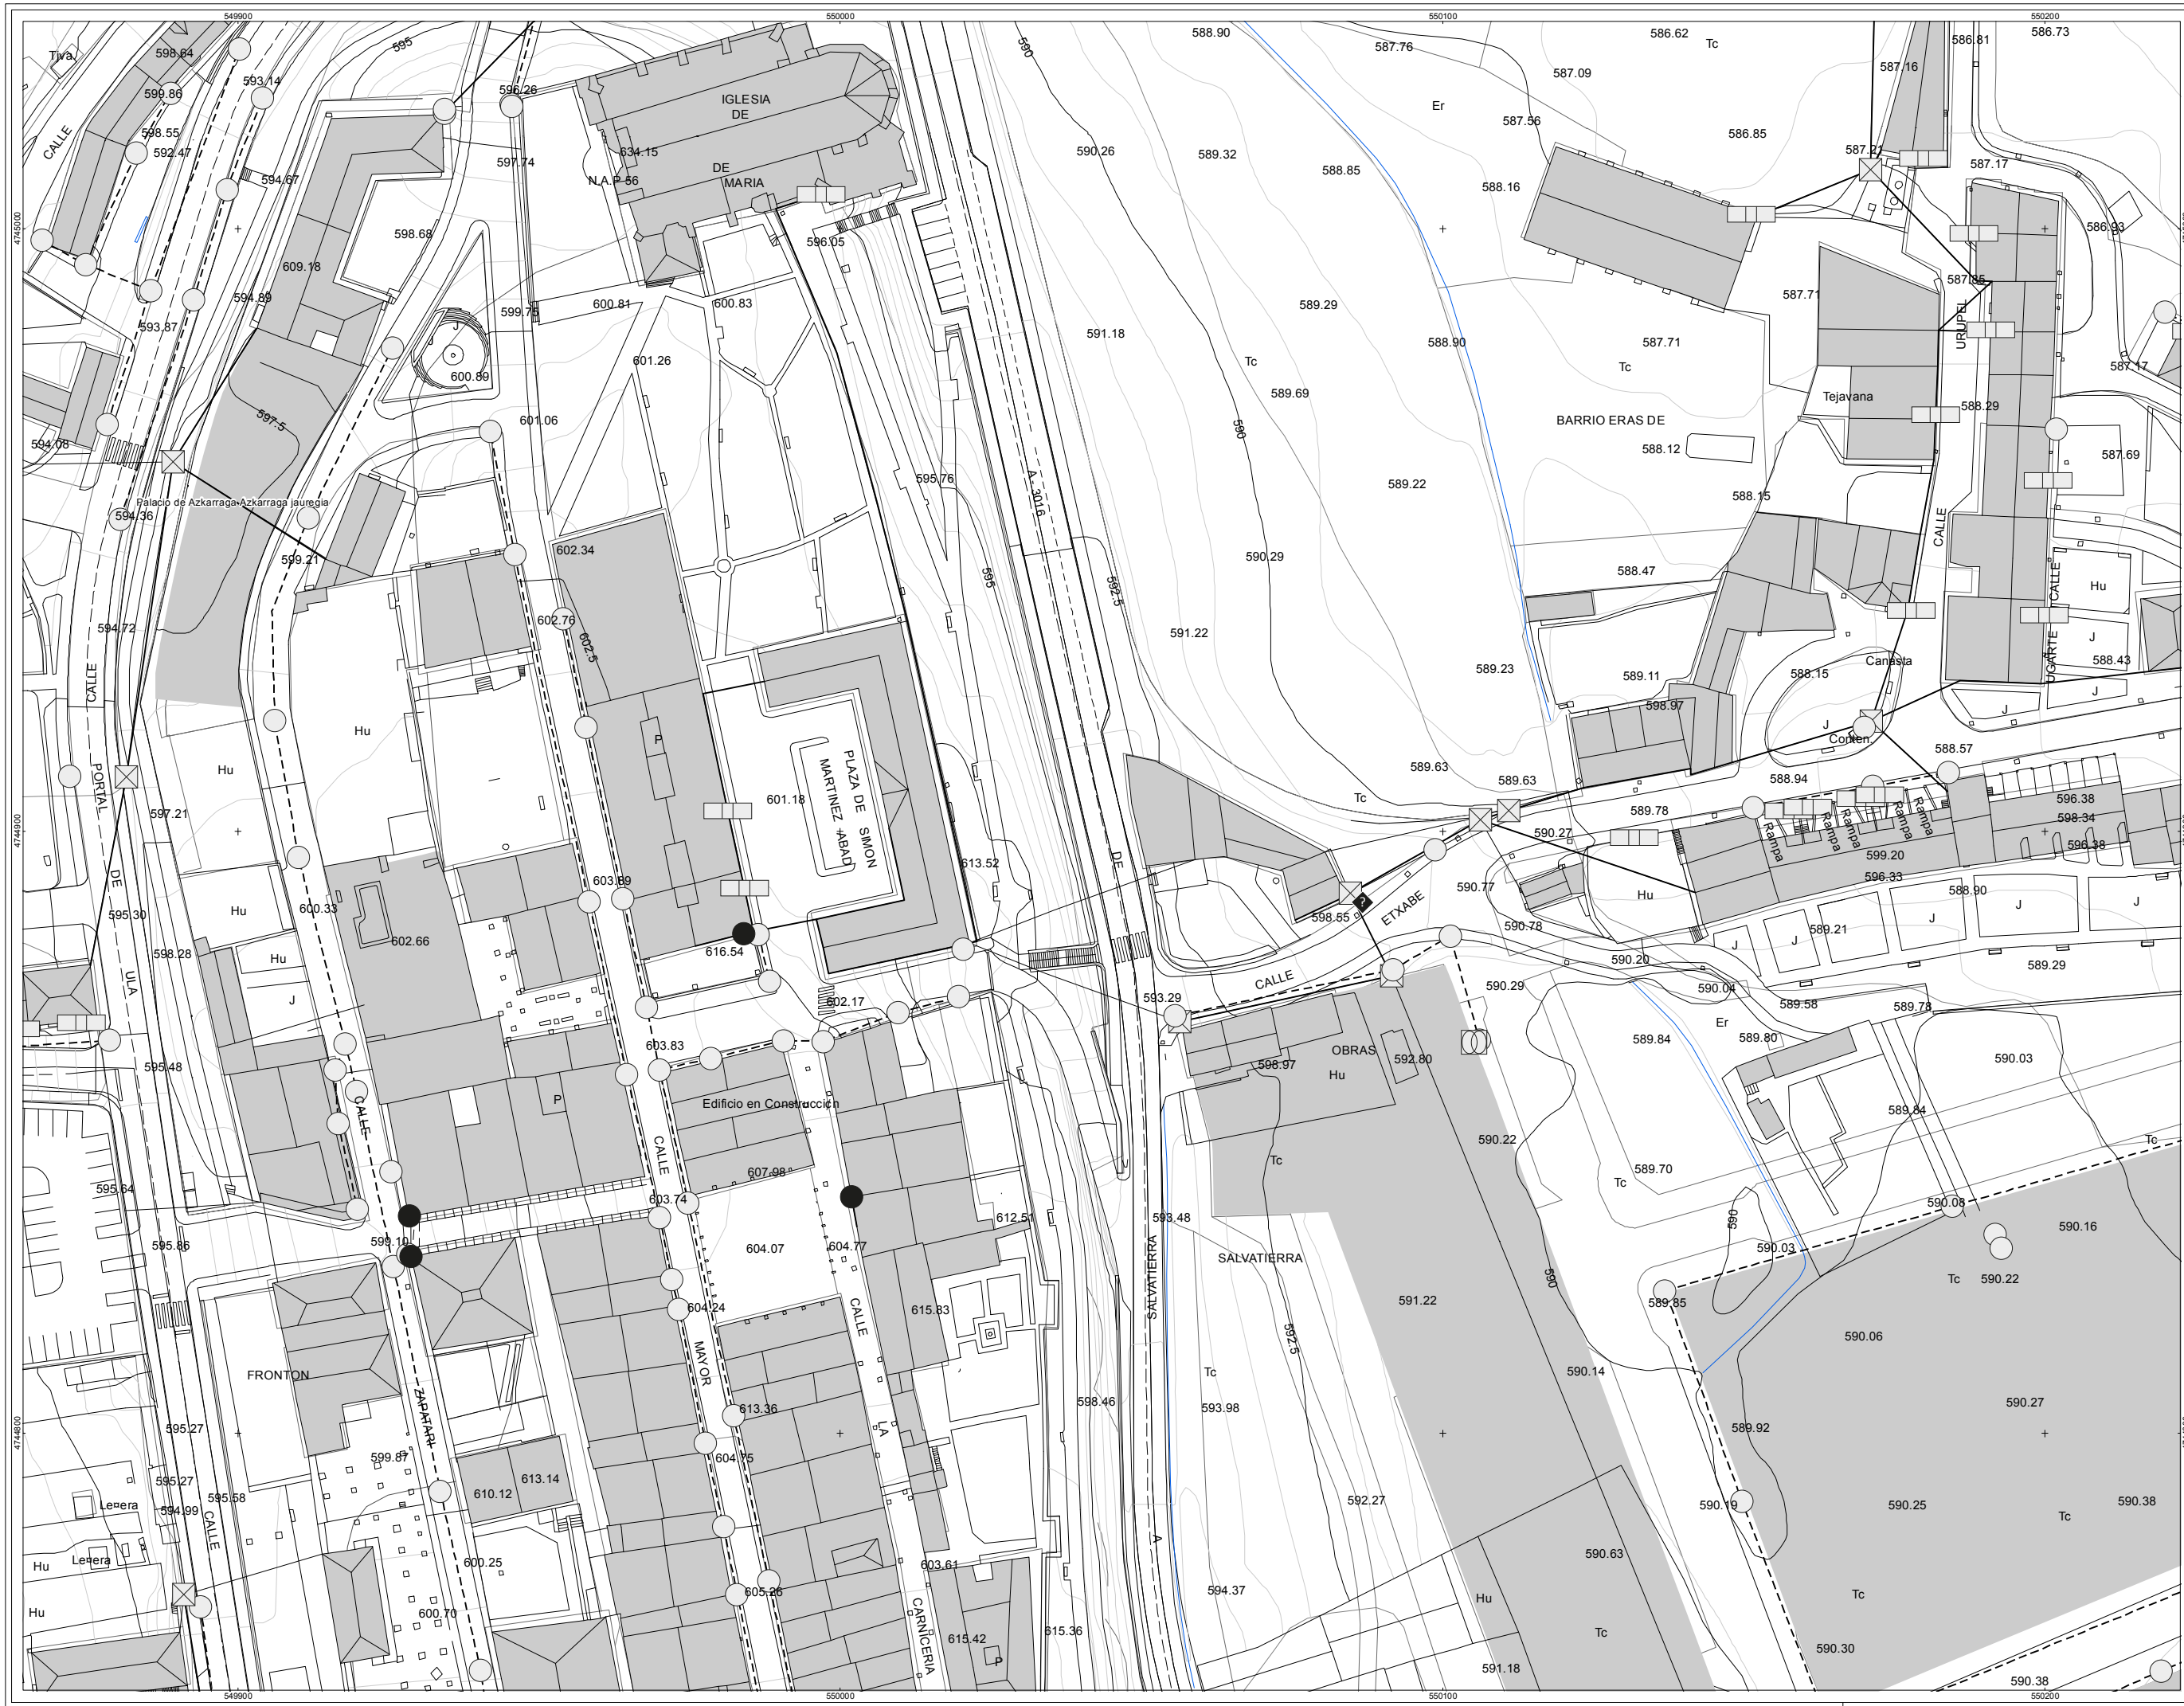 549900
550000
550100
550200
Tiva.
598.64
595
588.90
587.76
586.62
Tc
586.81
586.73
590
593.14
599.86
596.26
IGLESIA
DE
587.09
587.16
Er
CALLE
598.55
592.47
594.67
597.74
634.15
N.A.P-56
DE
MARIA
590.26
589.32
588.85
587.56
586.85
587.21
587.17
588.16
4745000
598.68
596.05
586.93
609.18
594.89
599.75
600.81
600.83
589.29
587.71
587.85
593.87
J
J
601.26
591.18
Tc
588.90
587.71
Tc
URUPEL
587.17
600.89
589.69
Tejavana
588.29
597.5
601.06
590
BARRIO ERAS DE
594.08
588.12
587.69
595.76
A- 3016
589.22
588.15
Palacio de Azkarraga-Azkarraga jauregia
594.36
CALLE
599.21
602.34
590.29
595
592.5
588.47
Hu
CALLE
594.72
602.76
602.5
591.22
J
UGARTE
CALLE
589.23
589.11
588.15
Canasta
588.43
598.97
J
J
J
Hu
P
PLAZA DE SIMON
MARTINEZ ABAD
Conten.
588.57
Hu
PORTAL
589.63
589.63
588.94
597.21
601.18
Tc
589.78
Rampa
Rampa
Rampa
Rampa
Rampa
596.38
598.34
4744900
590.27
596.38
DE
613.52
DE
599.20
596.33
603.89
590.77
Hu
588.90
600.33
Hu
595.30
?
598.55
ETXABE
J
J
J
589.21
590.78
602.66
598.28
616.54
Hu
590.20
589.29
ULA
CALLE
590.29
590.04
J
602.17
593.29
589.58
589.78
Er
603.83
OBRAS
589.84
589.80
595.48
598.97
592.80
590.03
Hu
P
Edificio en Construcción
CALLE
589.84
CALLE
590.22
Tc
Tc
607.98
589.70
Tc
595.64
603.74
590.08
612.51
593.48
590
590.16
599.10
595.86
604.07
604.77
SALVATIERRA
SALVATIERRA
590.03
590
Tc
590.22
604.24
CALLE
615.83
591.22
589.85
590.06
592.5
MAYOR
FRONTON
Tc
590.14
ZAPATARI
613.36
598.46
593.98
590.27
4744800
595.27
LA
589.92
599.87
604.75
595.27
613.14
610.12
595.58
592.27
590.19
590.25
590.38
594.99
Tc
CALLE
A
Hu
600.25
603.61
590.63
605.26
594.37
Tc
Hu
Hu
600.70
CARNICERIA
Tc
615.42
615.36
590.30
P
591.18
590.38
549900
550000
550100
550200